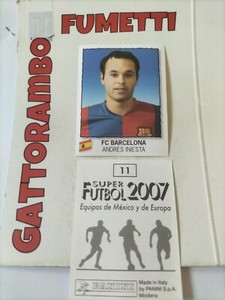 FUMETTI
GATTORAMBO
FC BARCELONA
ANDRES INIESTA
11
SUPER
FUTBOL 2007
Equipos de México y de Europa
PANINI
Made in Italy
by PANINI S.p.A.
Modena